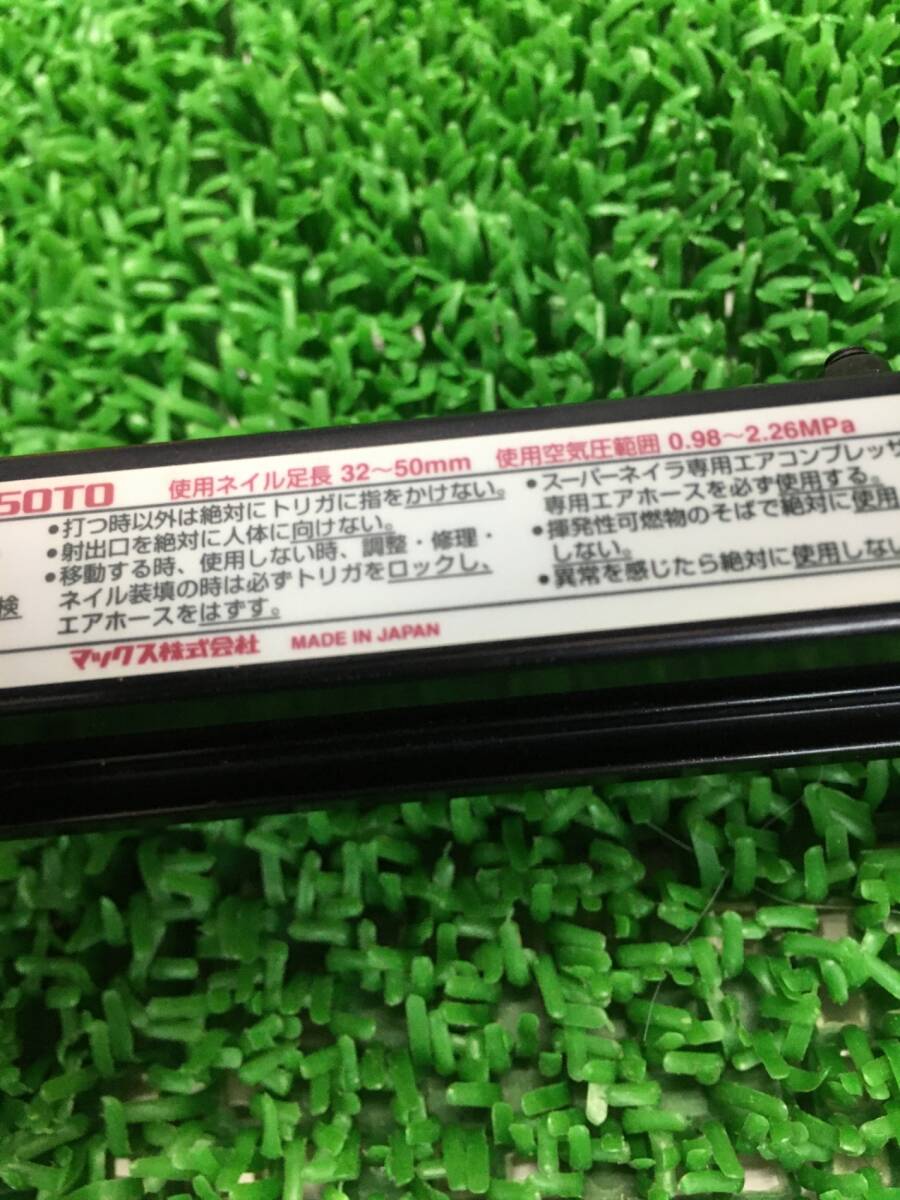 50TO 使用ネイル足長 32～50mm 使用空気圧範囲 0.98～2.26MPa
●打つ時以外は絶対にトリガに指をかけない。
●射出口を絶対に人体に向けない。
●移動する時、使用しない時、調整・修理・
ネイル装填の時は必ずトリガをロックし、
エアホースをはずす。
●スーパーネイラ専用エアコンプレッサ
専用エアホースを必ず使用する。
●揮発性可燃物のそばで絶対に使用
しない。
●異常を感じたら絶対に使用しない
検
マックス株式会社 MADE IN JAPAN